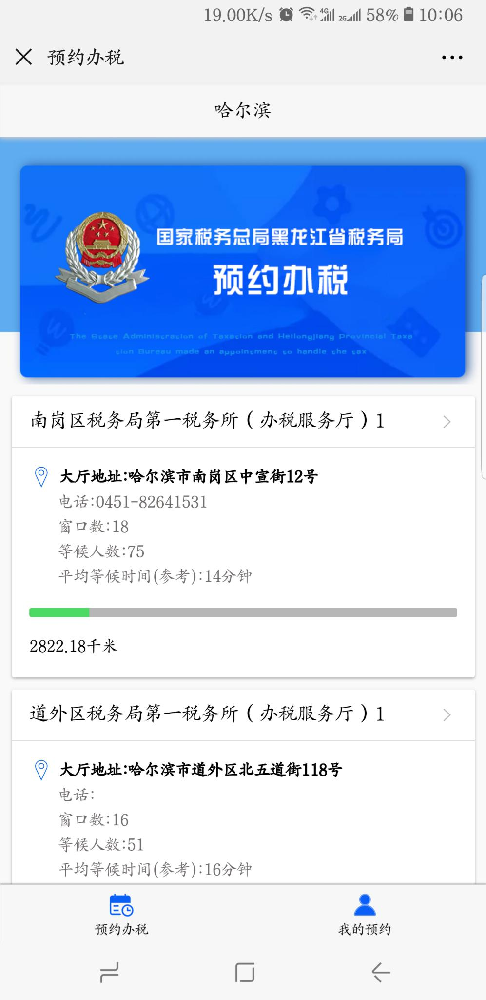 19.00K/s 4G 2G 58% 10:06
预约办税
哈尔滨
国家税务总局黑龙江省税务局
预约办税
The State Administration of Taxation and Heilongjiang Provincial Taxa
tion Bureau made an appointment to handle the tax
南岗区税务局第一税务所（办税服务厅）1
大厅地址:哈尔滨市南岗区中宣街12号
电话:0451-82641531
窗口数:18
等候人数:75
平均等候时间(参考):14分钟
2822.18千米
道外区税务局第一税务所（办税服务厅）1
大厅地址:哈尔滨市道外区北五道街118号
电话:
窗口数:16
等候人数:51
平均等候时间(参考):16分钟
预约办税
我的预约